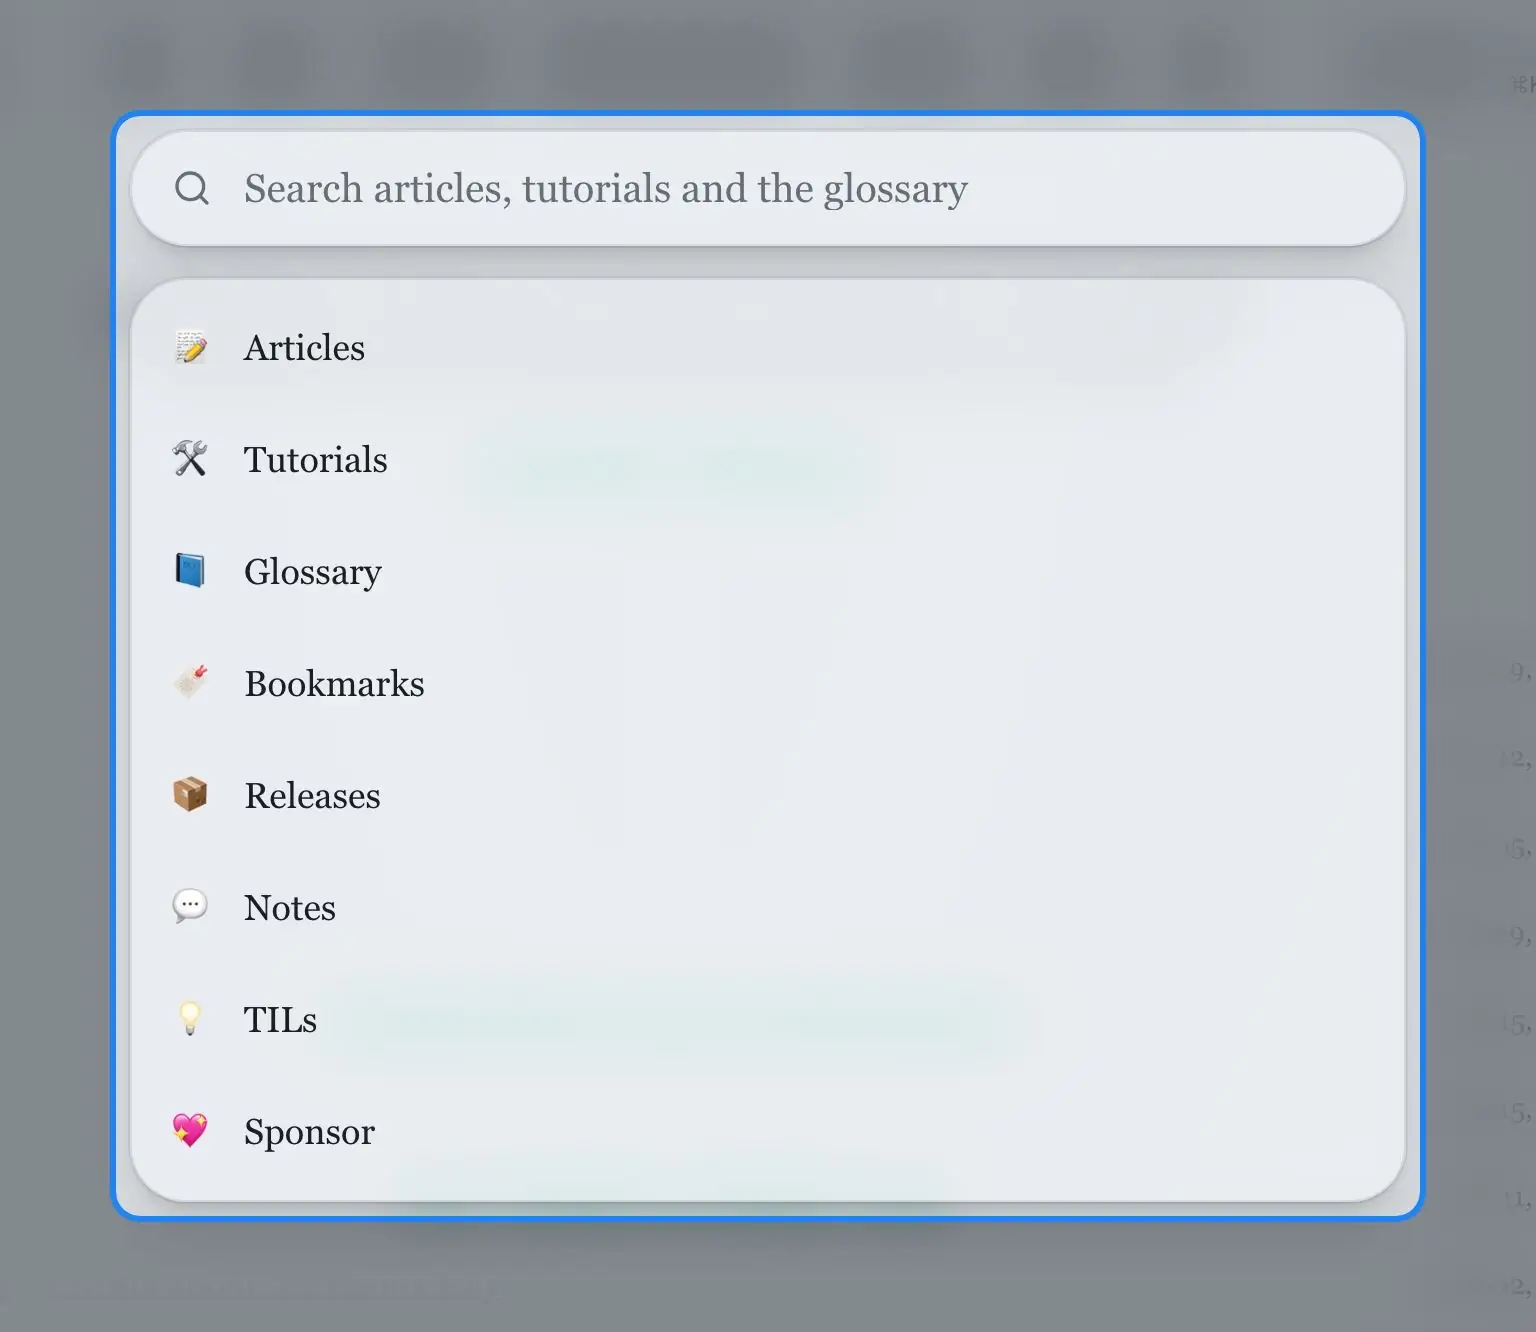 Search articles, tutorials and the glossary
Articles
Tutorials
Glossary
Bookmarks
Releases
Notes
TILs
Sponsor